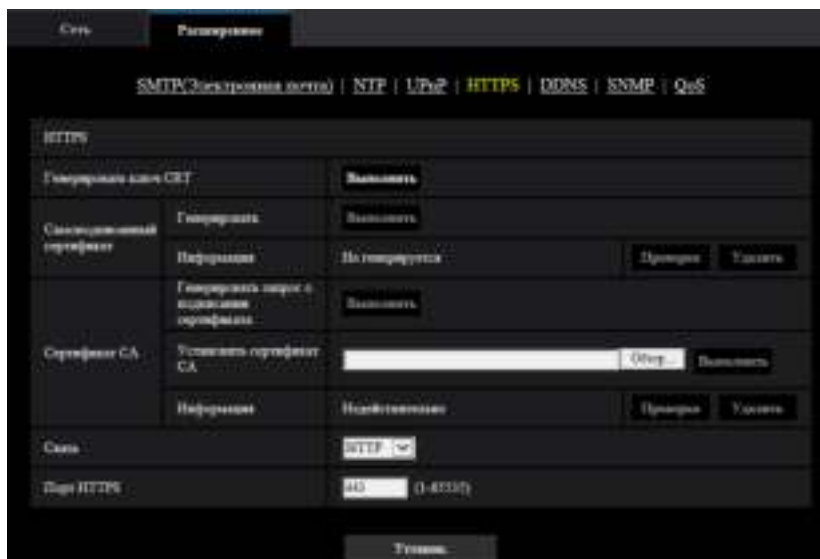 Сеть Расширенное
SMTP(Электронная почта) | NTP | UPnP | HTTPS | DDNS | SNMP | QoS
HTTPS
Генерировать ключ CRT Выполнить
Самоподписанный сертификат
Генерировать Выполнить
Информация Не генерируется Проверка Удалить
Сертификат CA
Генерировать запрос о подписании сертификата Выполнить
Установить сертификат CA Обзор... Выполнить
Информация Недействительно Проверка Удалить
Связь HTTP
Порт HTTPS 443 (1-65535)
Установ.